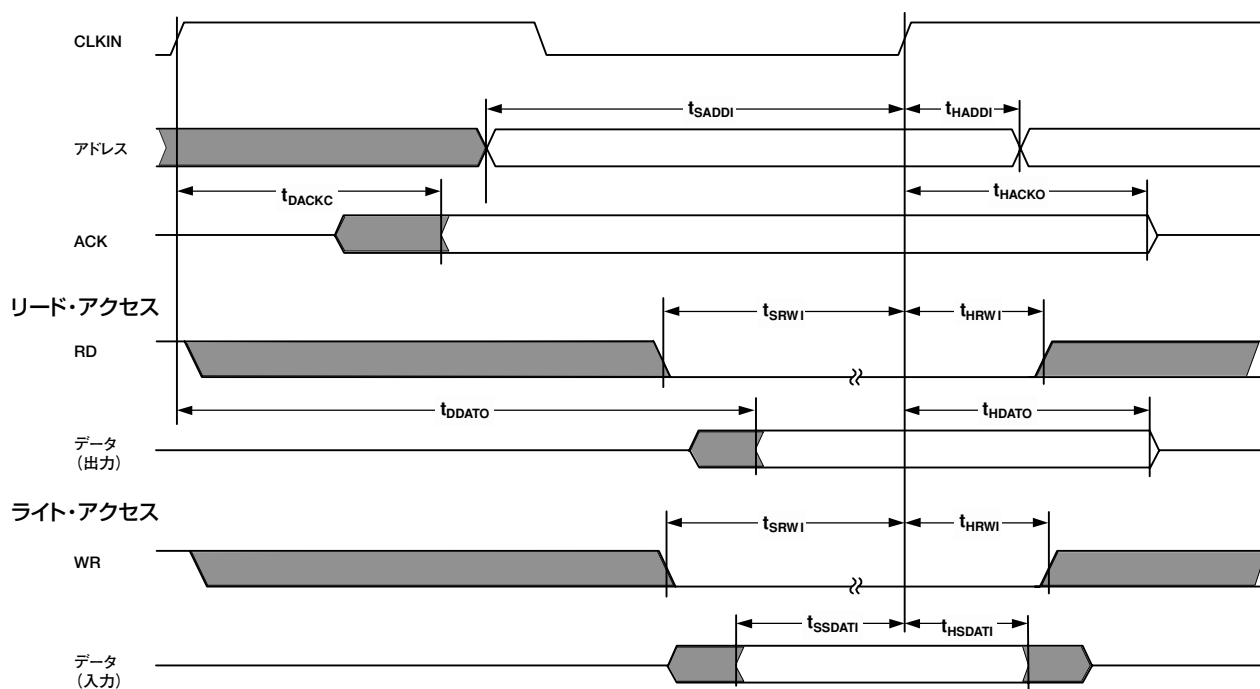 CLKIN
tSADDI
tHADDI
アドレス
tDACKC
tHACKO
ACK
リード・アクセス
tSRWI
tHRWI
RD
tDDATO
tHDATO
データ
（出力）
ライト・アクセス
tSRWI
tHRWI
WR
tSSDATI
tHSDATI
データ
（入力）